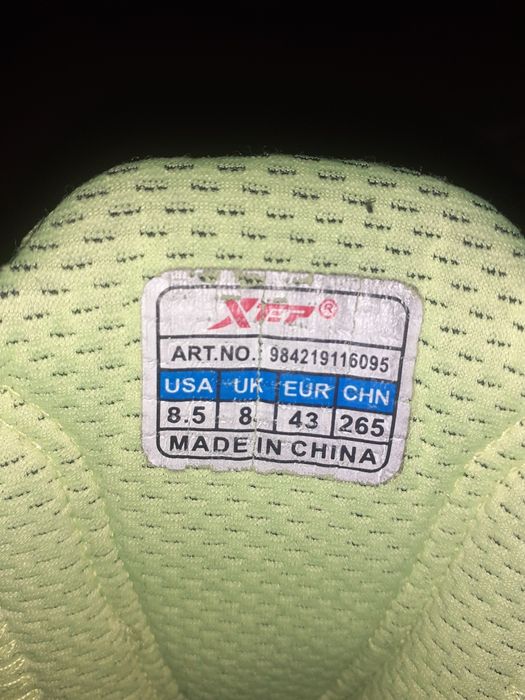 XTEP®
ART.NO.: 984219116095
USA UK EUR CHN
8.5 8 43 265
MADE IN CHINA